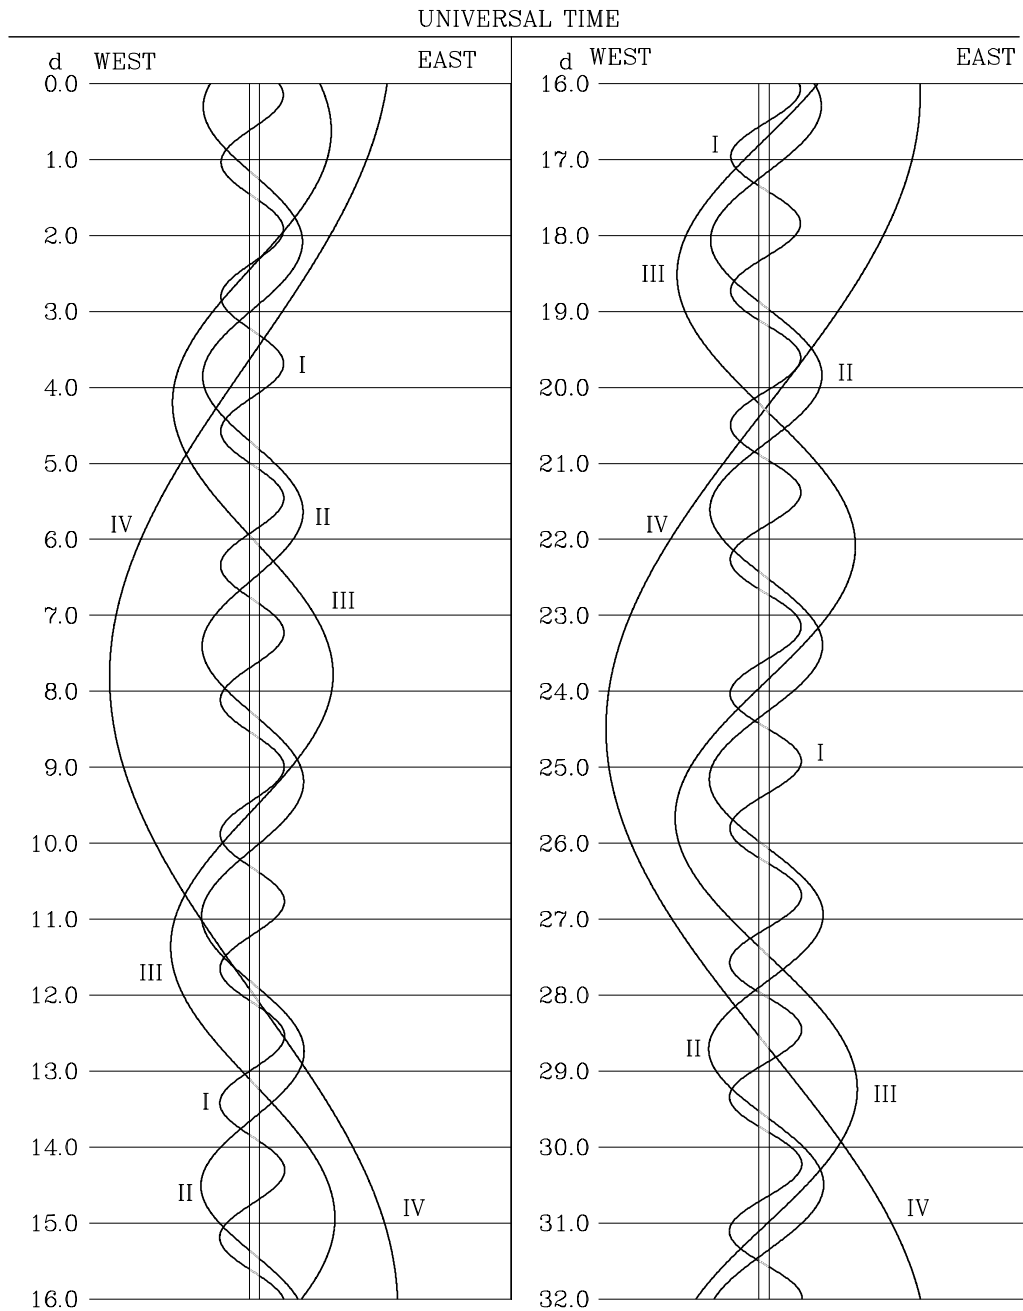 UNIVERSAL TIME
d WEST EAST
0.0
1.0
2.0
3.0
I
4.0
5.0
IV
II
6.0
III
7.0
8.0
9.0
10.0
11.0
III
12.0
13.0
I
14.0
II
IV
15.0
16.0
d WEST EAST
16.0
I
17.0
18.0
III
19.0
II
20.0
21.0
IV
22.0
23.0
24.0
I
25.0
26.0
27.0
28.0
II
29.0
III
30.0
IV
31.0
32.0